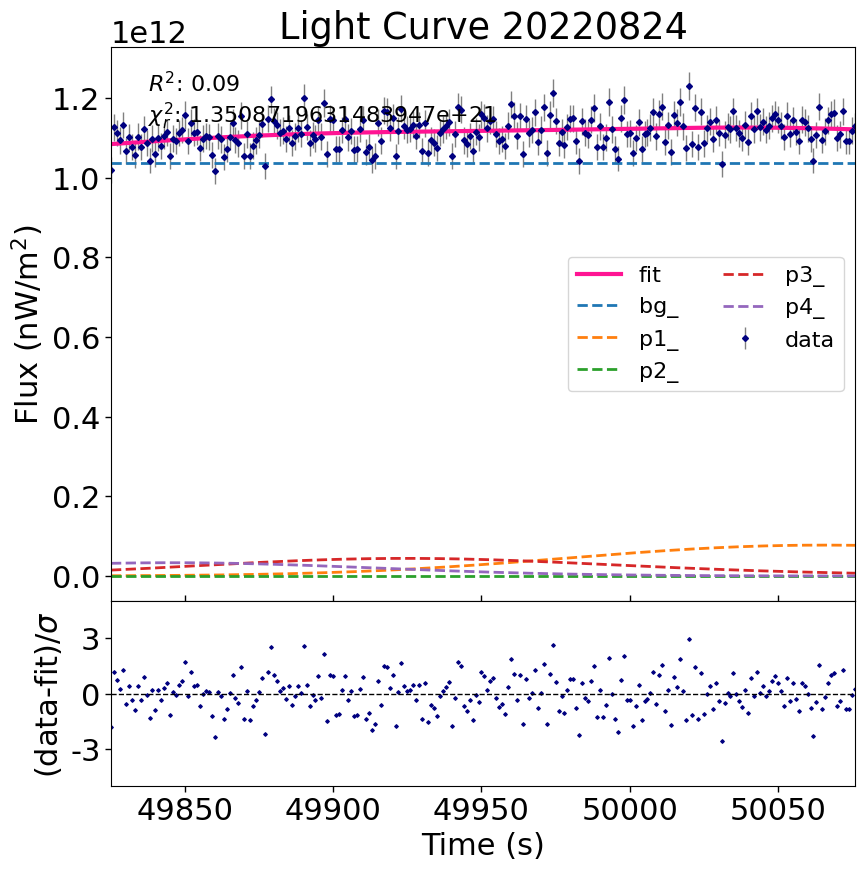 Light Curve 20220824
1e12
R²: 0.09
χ²: 1.3508719631483947e+21
1.2
1.0
0.8
0.6
0.4
0.2
0.0
Flux (nW/m²)
fit
bg_
p1_
p2_
p3_
p4_
data
3
0
-3
(data-fit)/σ
49850 49900 49950 50000 50050
Time (s)